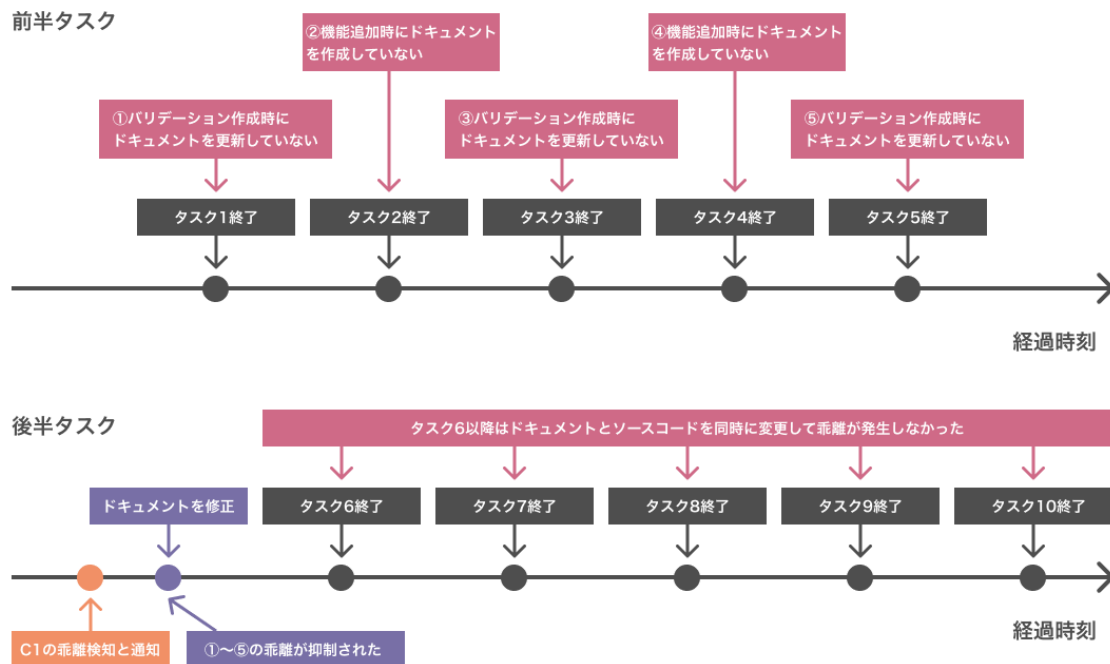 前半タスク
②機能追加時にドキュメント
を作成していない
④機能追加時にドキュメント
を作成していない
①バリデーション作成時に
ドキュメントを更新していない
③バリデーション作成時に
ドキュメントを更新していない
⑤バリデーション作成時に
ドキュメントを更新していない
タスク1終了
タスク2終了
タスク3終了
タスク4終了
タスク5終了
経過時刻
後半タスク
タスク6以降はドキュメントとソースコードを同時に変更して乖離が発生しなかった
ドキュメントを修正
タスク6終了
タスク7終了
タスク8終了
タスク9終了
タスク10終了
経過時刻
C1の乖離検知と通知
①〜⑤の乖離が抑制された